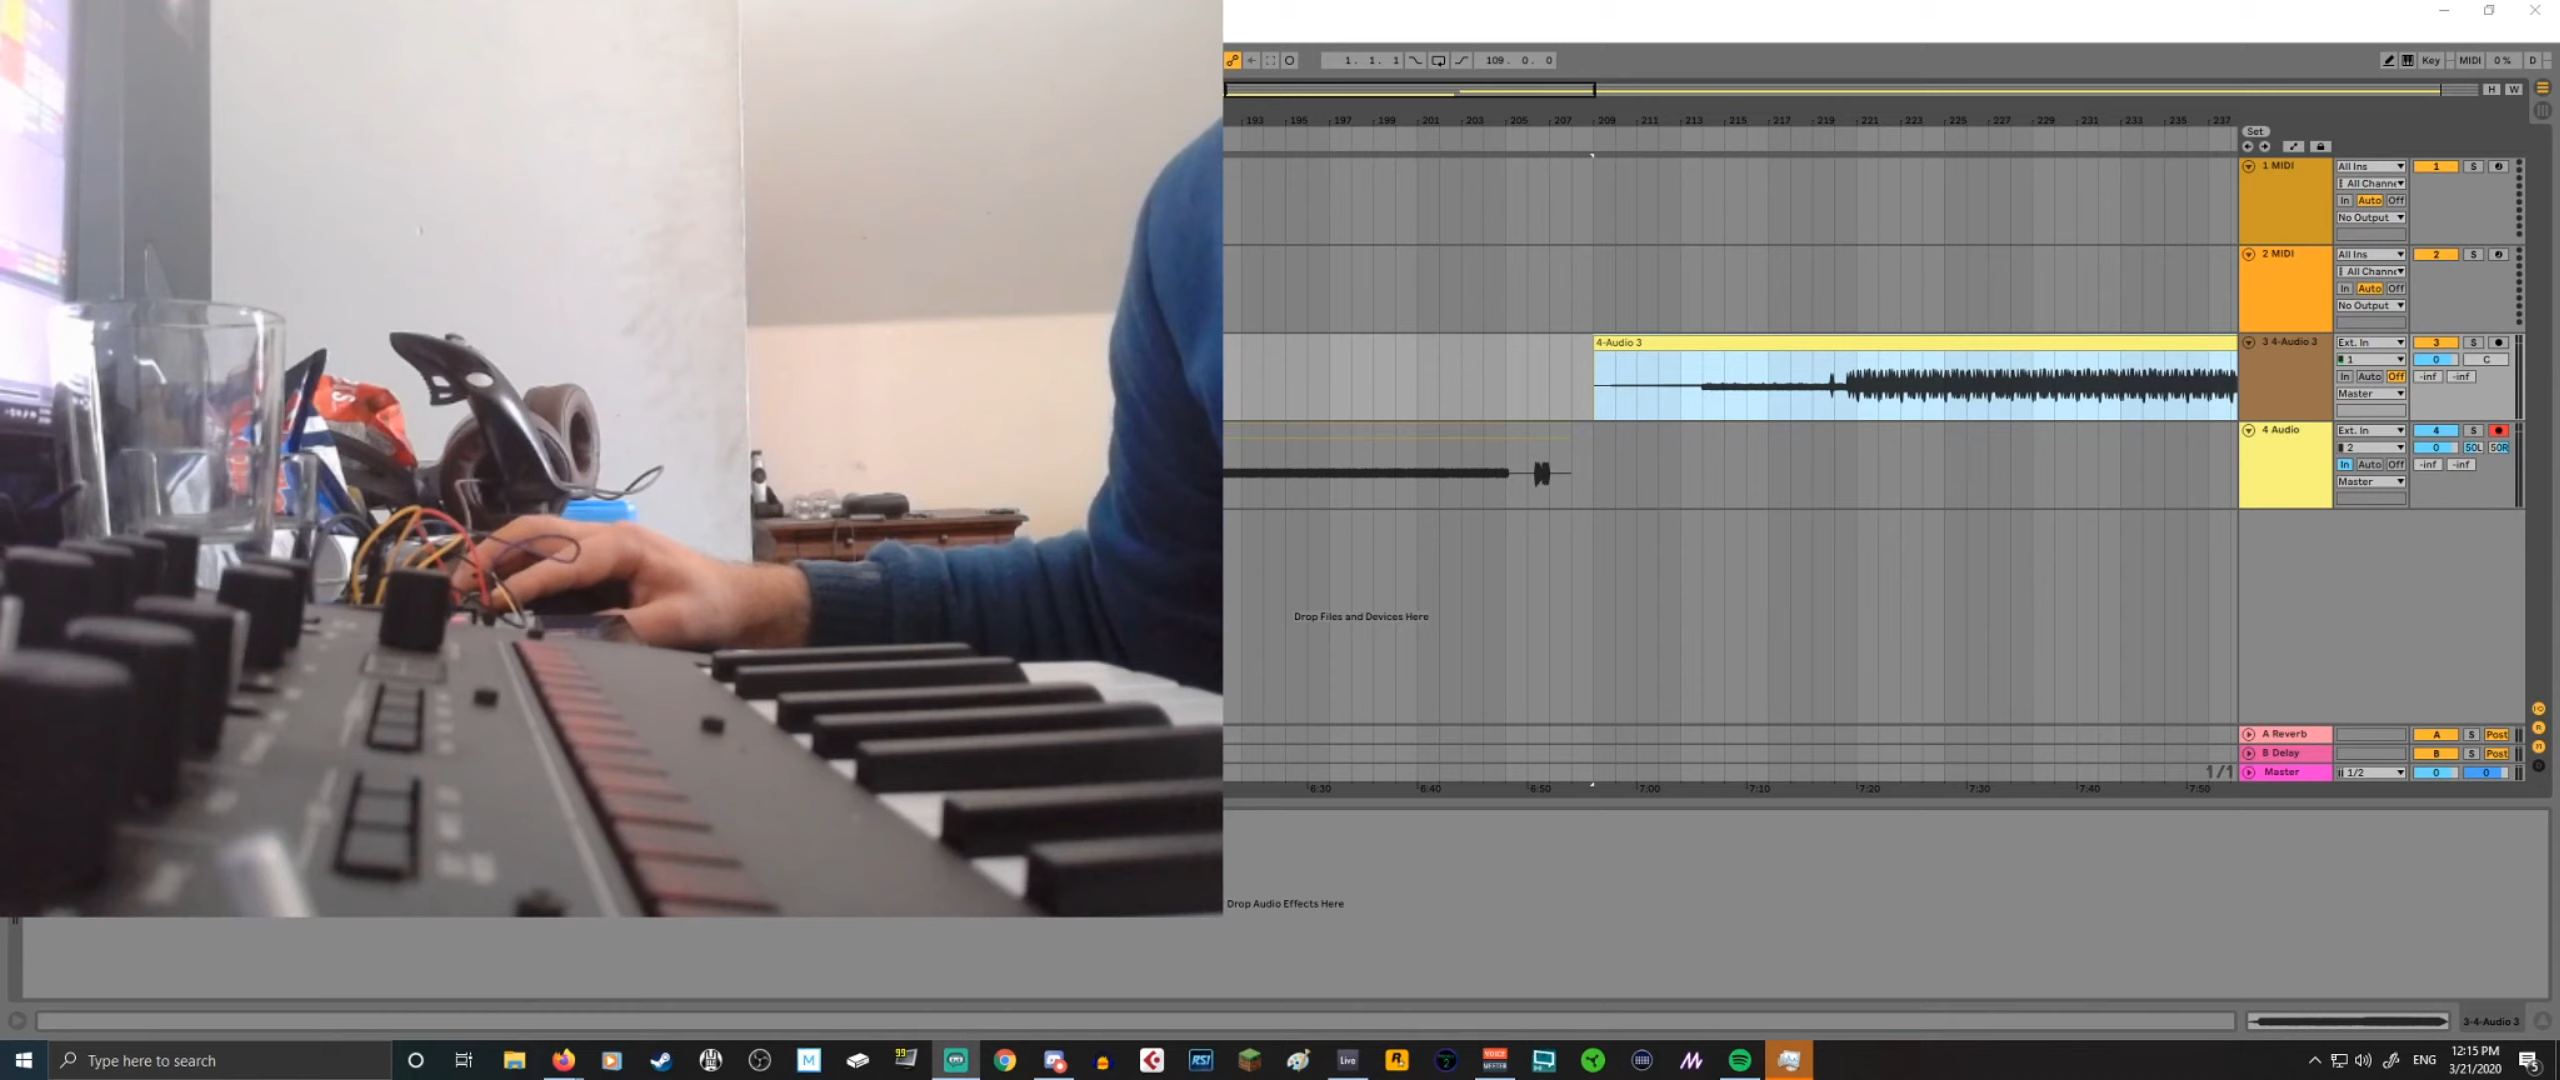 1. 1. 1
109. 0. 0
Key
MIDI
0 %
D
H
W
193 195 197 199 201 203 205 207 209 211 213 215 217 219 221 223 225 227 229 231 233 235 237
Set
1 MIDI
All Ins
1
S
All Channe
In Auto Off
No Output
2 MIDI
All Ins
2
S
All Channe
In Auto Off
No Output
4-Audio 3
3 4-Audio 3
Ext. In
3
S
1
0
C
In Auto Off
-inf -inf
Master
4 Audio
Ext. In
4
S
2
0
50L 50R
In Auto Off
-inf -inf
Master
Drop Files and Devices Here
A Reverb
A
S
Post
B Delay
B
S
Post
1/1
Master
1/2
0
0
6:30 6:40 6:50 7:00 7:10 7:20 7:30 7:40 7:50
Drop Audio Effects Here
3-4-Audio 3
Type here to search
99
M
RSI
Live
R
2
VOICE
MEETER
ENG
12:15 PM
3/21/2020
5